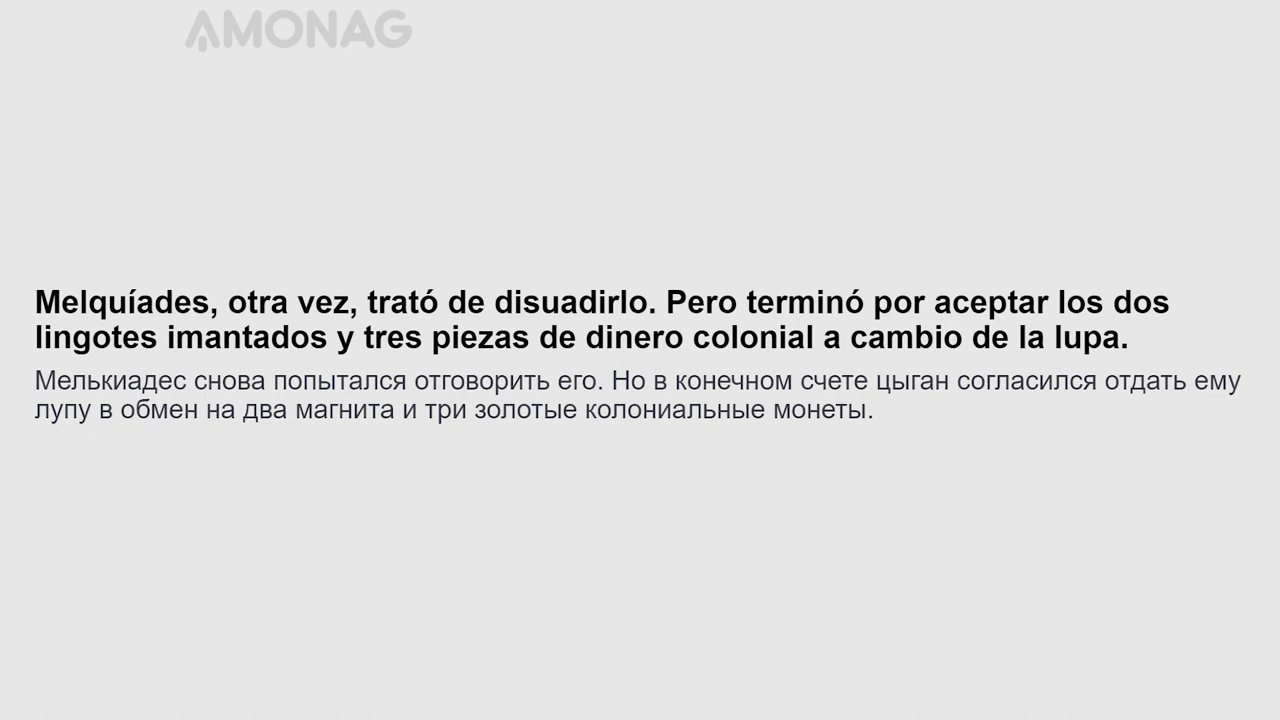 AMONAG
Melquíades, otra vez, trató de disuadirlo. Pero terminó por aceptar los dos
lingotes imantados y tres piezas de dinero colonial a cambio de la lupa.
Мелькиадес снова попытался отговорить его. Но в конечном счете цыган согласился отдать ему
лупу в обмен на два магнита и три золотые колониальные монеты.